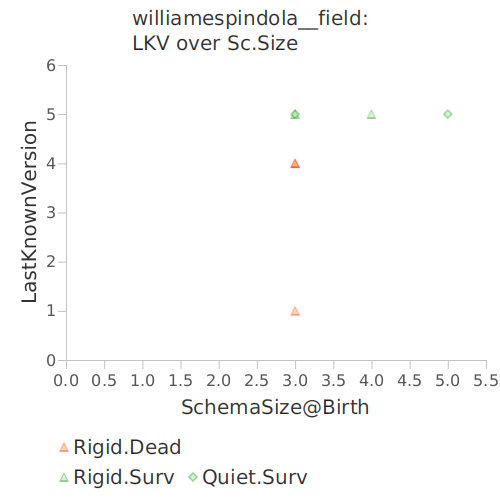 williamespindola__field:
LKV over Sc.Size
LastKnownVersion
6
5
4
3
2
1
0
0.0 0.5 1.0 1.5 2.0 2.5 3.0 3.5 4.0 4.5 5.0 5.5
SchemaSize@Birth
Rigid.Dead
Rigid.Surv Quiet.Surv